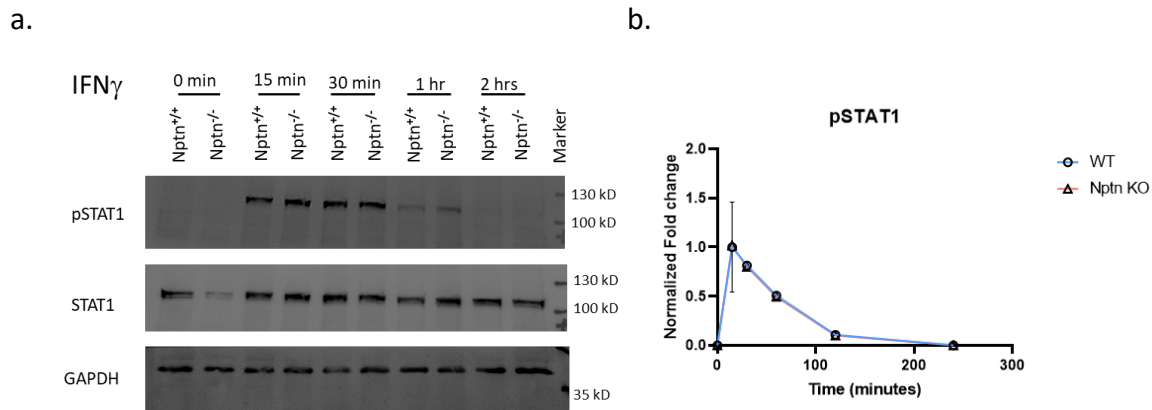 a.
IFNγ
0 min 15 min 30 min 1 hr 2 hrs
Nptn+/+ Nptn-/- Nptn+/+ Nptn-/- Nptn+/+ Nptn-/- Nptn+/+ Nptn-/- Nptn+/+ Nptn-/- Marker
pSTAT1
130 kD
100 kD
STAT1
130 kD
100 kD
GAPDH
35 kD
b.
pSTAT1
Normalized Fold change
2.0
1.5
1.0
0.5
0.0
0 100 200 300
Time (minutes)
WT
Nptn KO